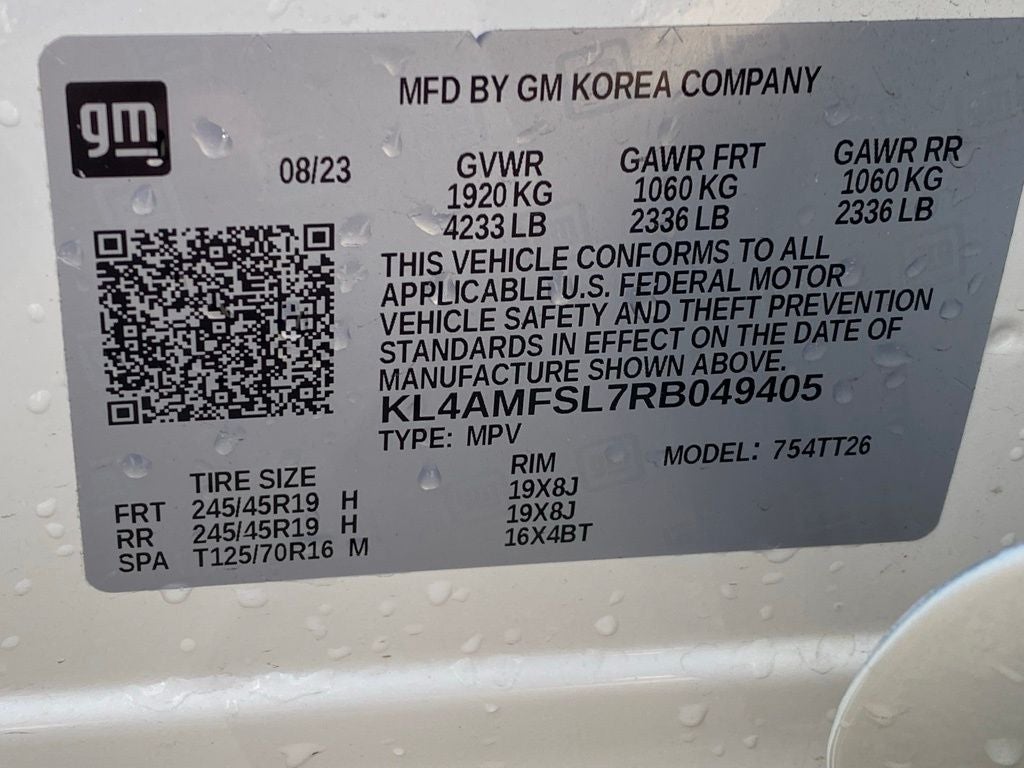 gm
MFD BY GM KOREA COMPANY
08/23
GVWR GAWR FRT GAWR RR
1920 KG 1060 KG 1060 KG
4233 LB 2336 LB 2336 LB
THIS VEHICLE CONFORMS TO ALL
APPLICABLE U.S. FEDERAL MOTOR
VEHICLE SAFETY AND THEFT PREVENTION
STANDARDS IN EFFECT ON THE DATE OF
MANUFACTURE SHOWN ABOVE.
KL4AMFSL7RB049405
TYPE: MPV
MODEL: 754TT26
TIRE SIZE RIM
FRT 245/45R19 H 19X8J
RR 245/45R19 H 19X8J
SPA T125/70R16 M 16X4BT